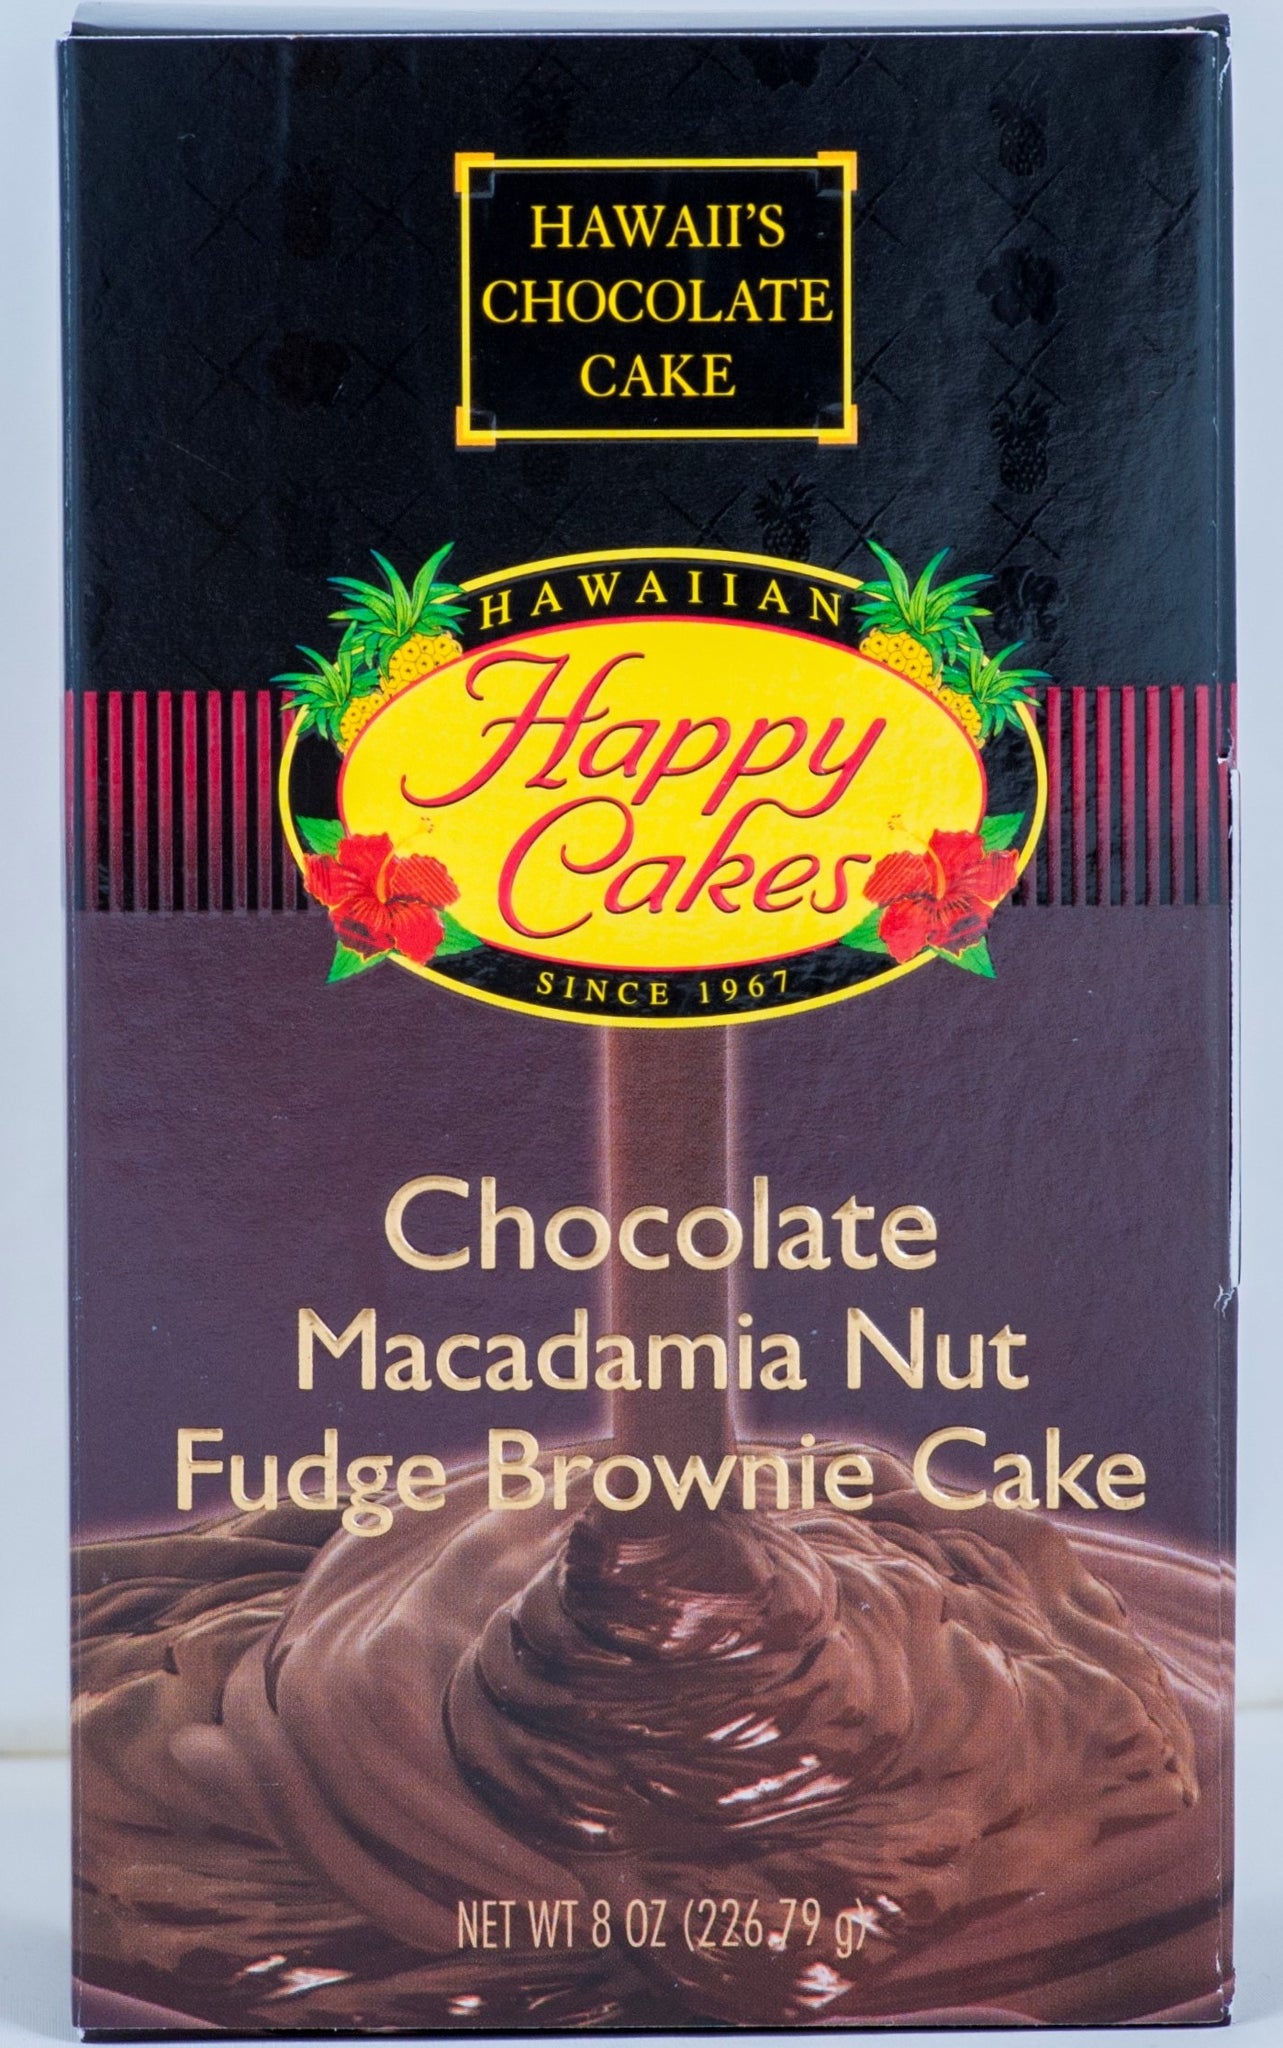 HAWAII'S
CHOCOLATE
CAKE
HAWAIIAN
Happy
Cakes
SINCE 1967
Chocolate
Macadamia Nut
Fudge Brownie Cake
NET WT 8 OZ (226.79 g)